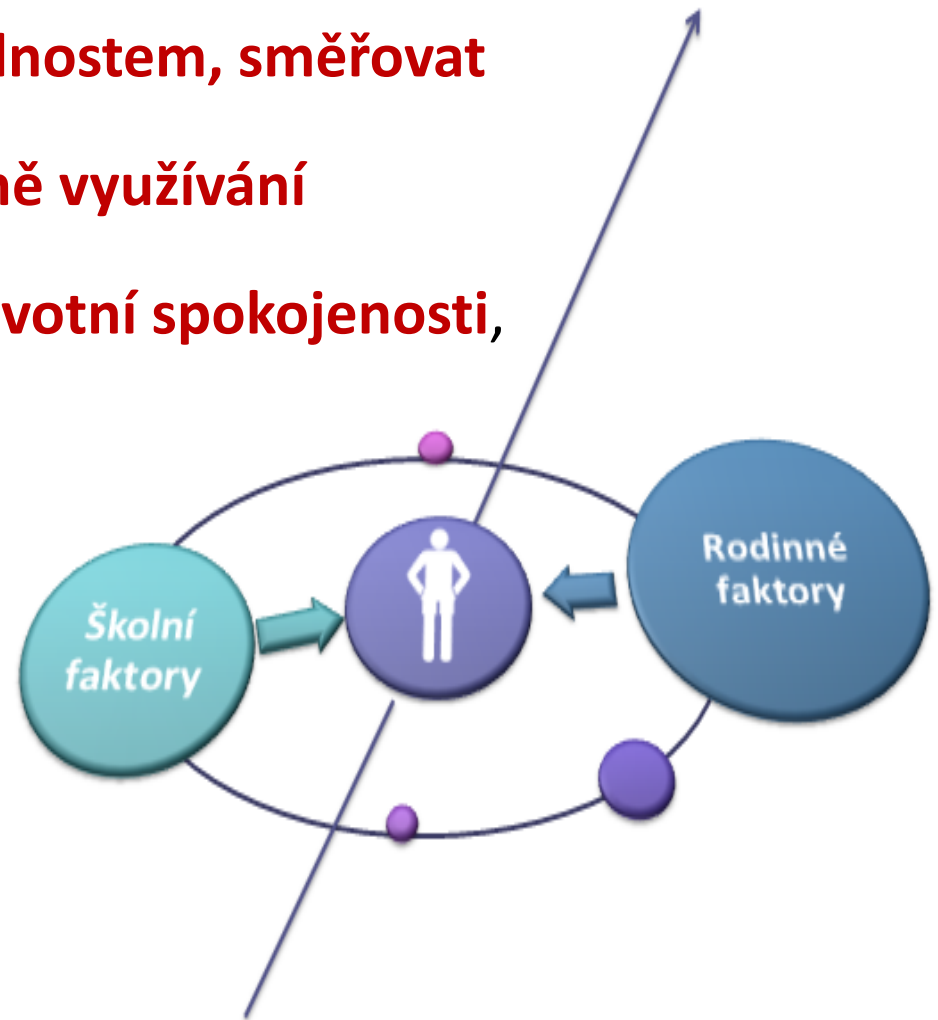 lnostem, směřovat
ně využívání
votní spokojenosti,
Rodinné
faktory
Školní
faktory